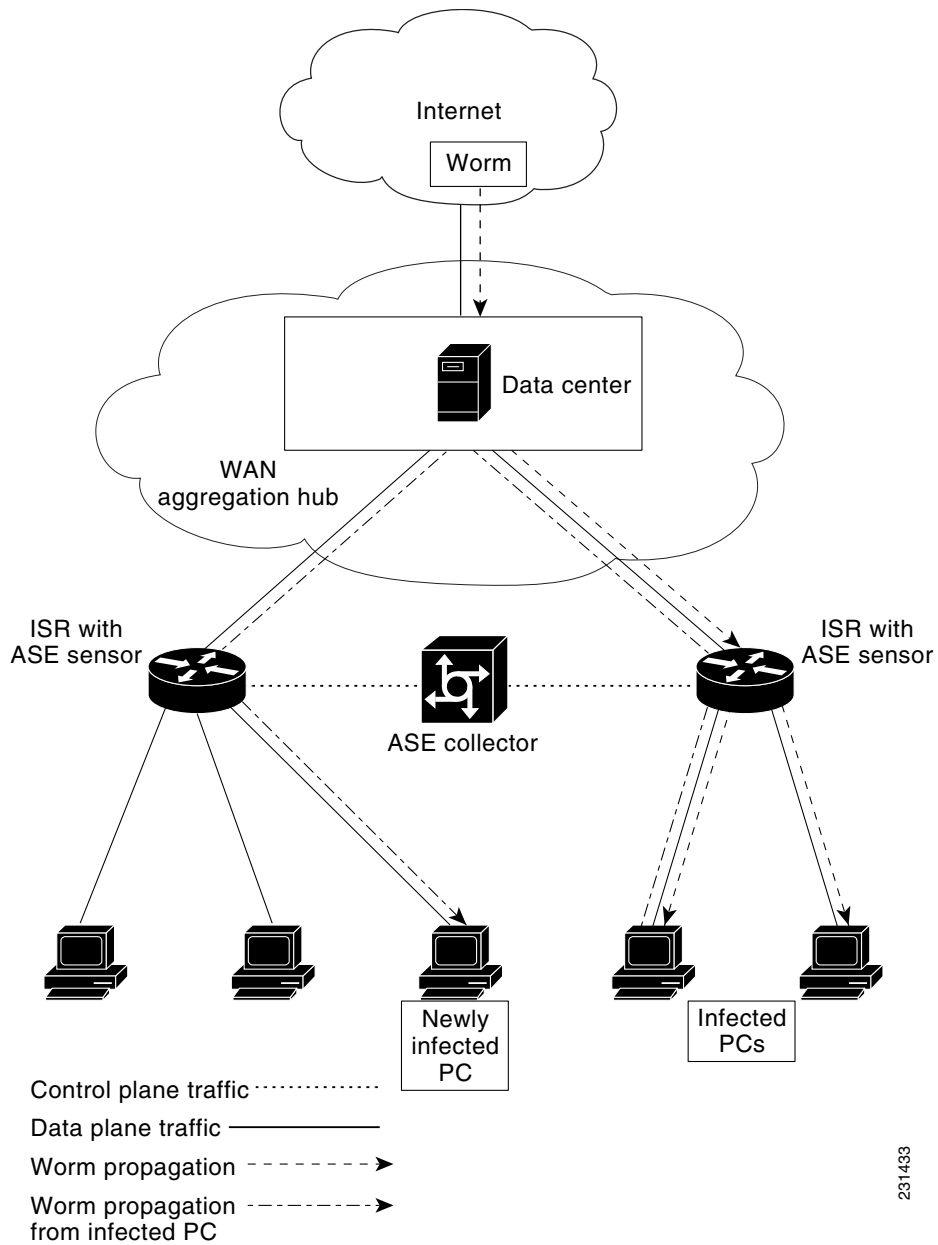 Internet
Worm
Data center
WAN
aggregation hub
ISR with
ASE sensor
ISR with
ASE sensor
ASE collector
Newly
infected
PC
Infected
PCs
Control plane traffic
Data plane traffic
Worm propagation
Worm propagation
from infected PC
231433